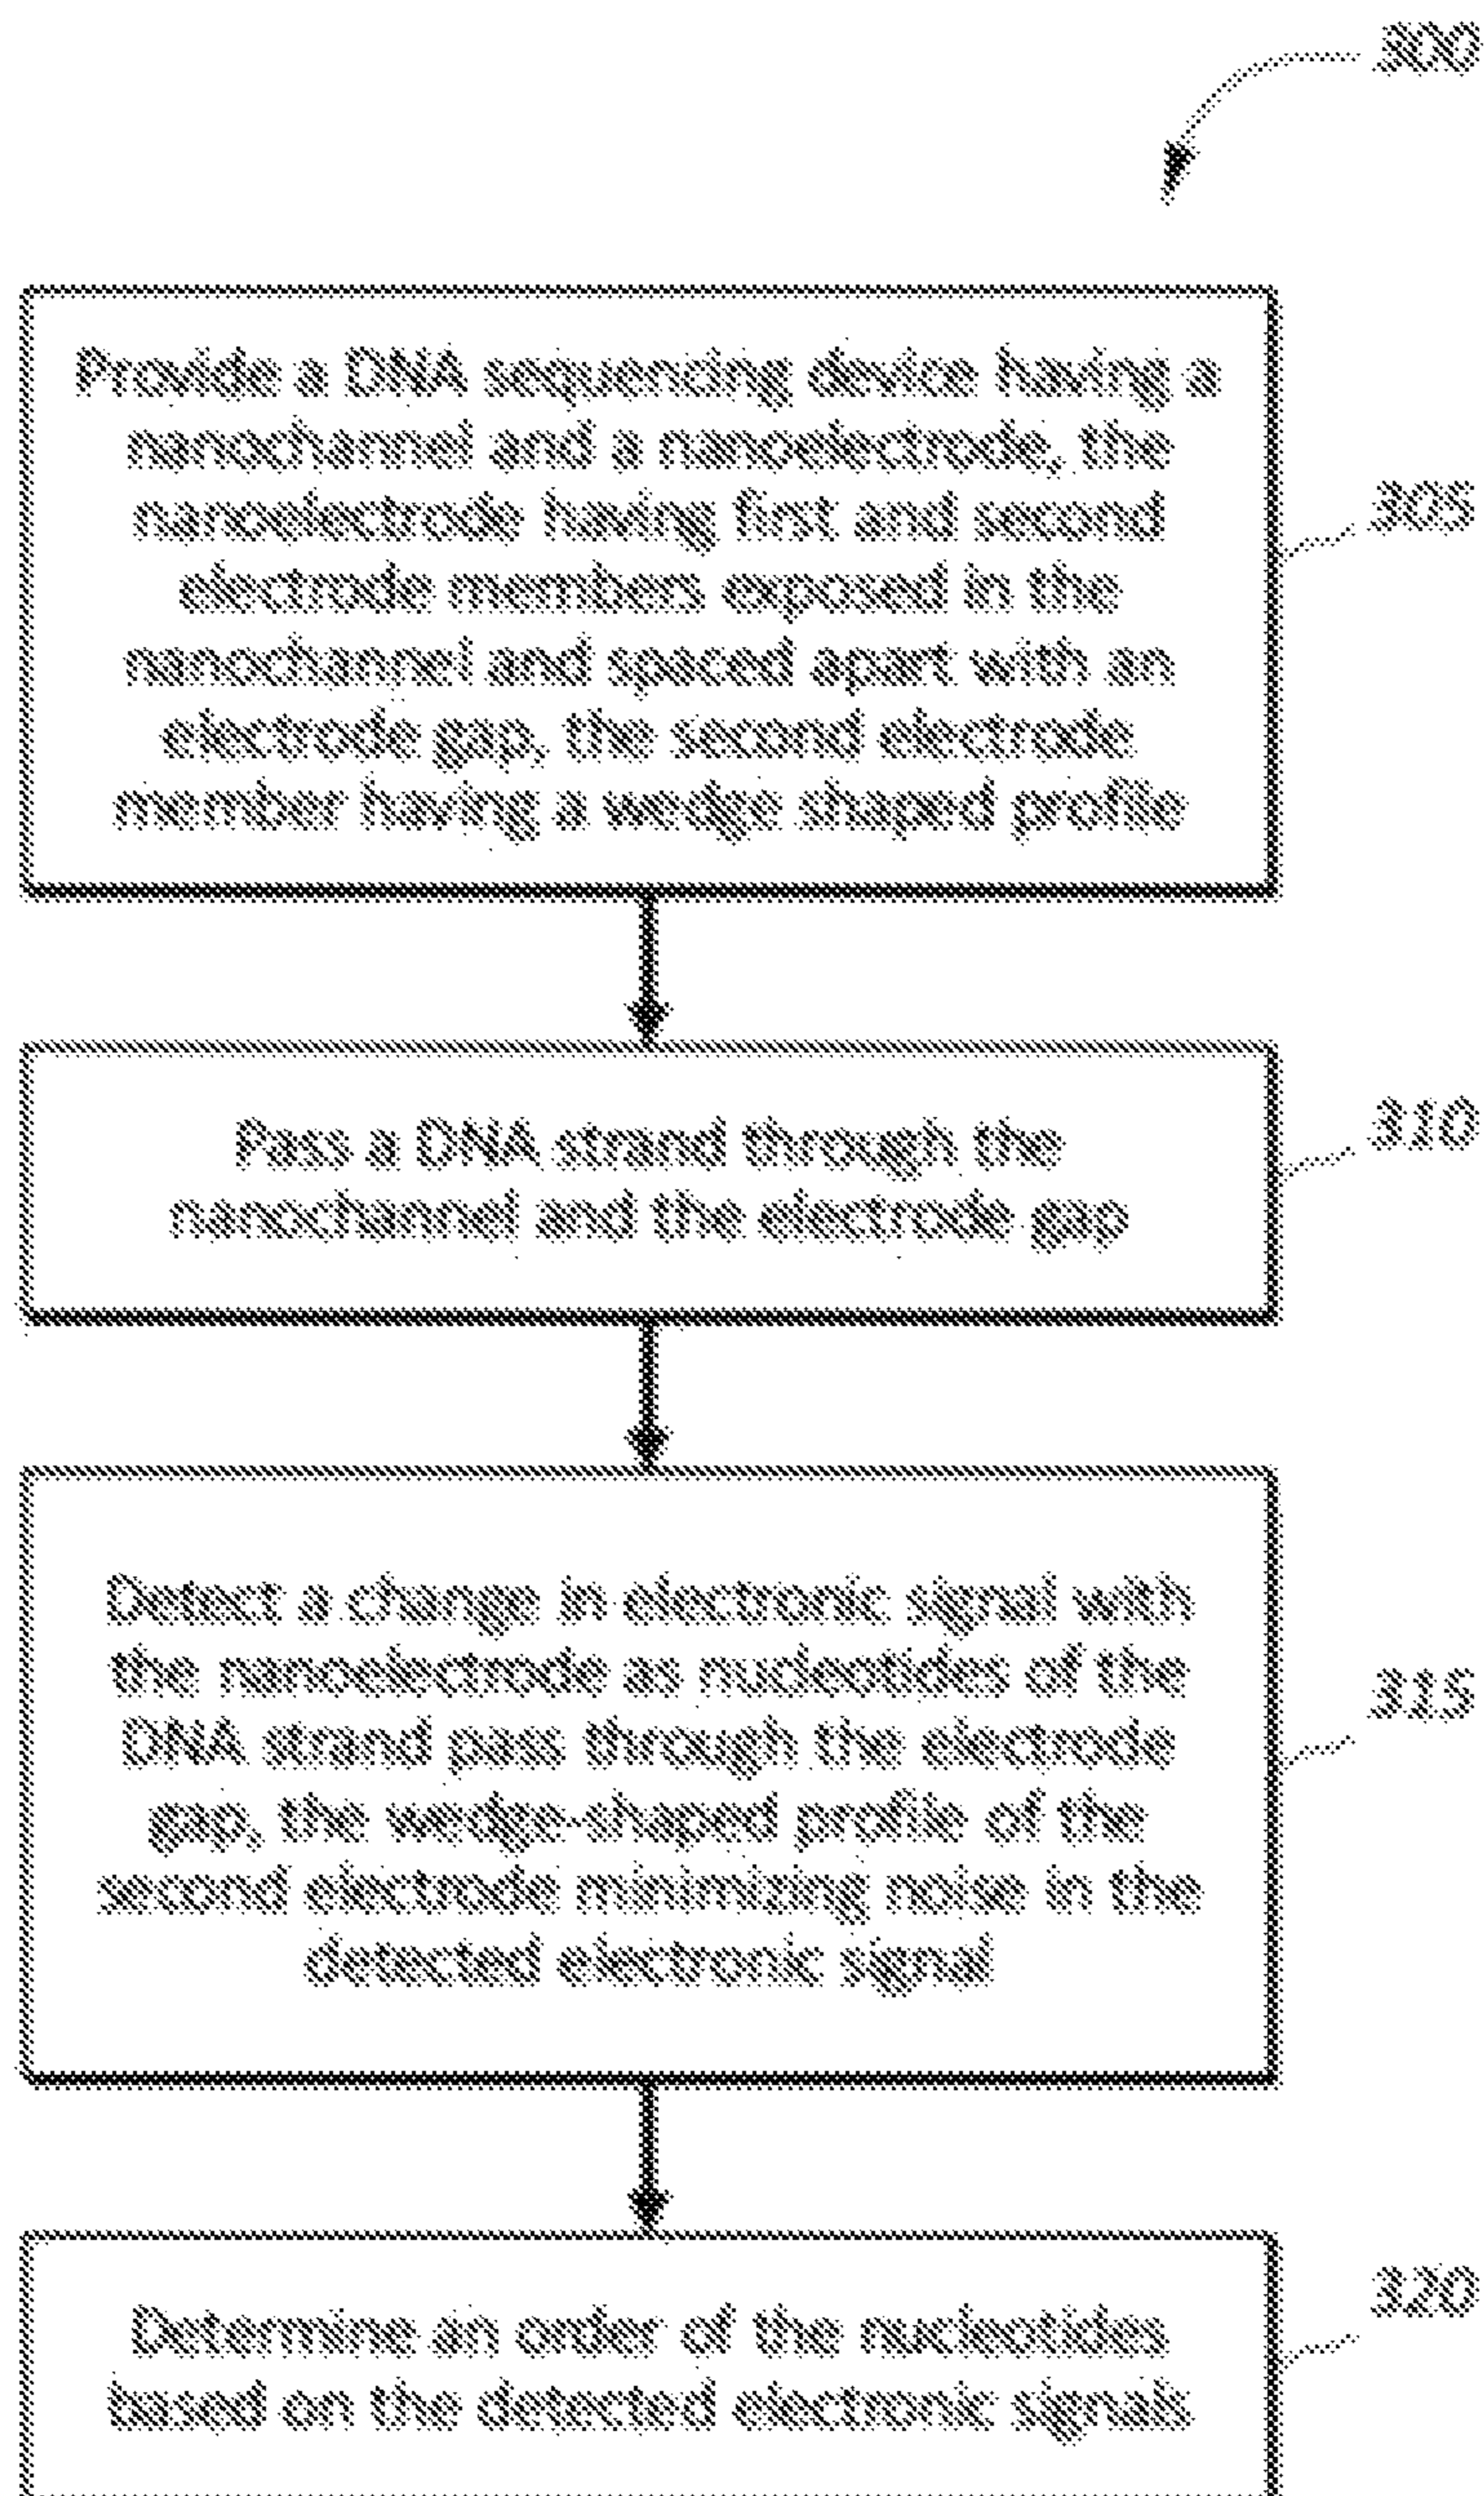 300
Provide a DNA sequencing device having a
nanochannel and a nanoelectrode, the
nanoelectrode having first and second
electrode members exposed in the
nanochannel and spaced apart with an
electrode gap, the second electrode
member having a wedge shaped profile
305
Pass a DNA strand through the
nanochannel and the electrode gap
310
Detect a change in electronic signal with
the nanoelectrode as nucleotides of the
DNA strand pass through the electrode
gap, the wedge-shaped profile of the
second electrode minimizing noise in the
detected electronic signal
315
Determine an order of the nucleotides
based on the detected electronic signals
320